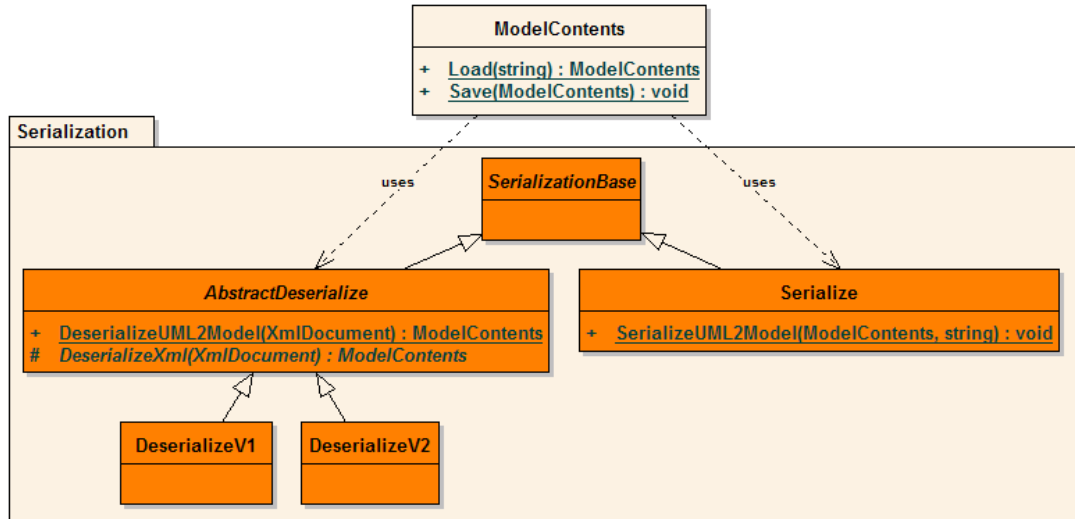 ModelContents
+ Load(string) : ModelContents
+ Save(ModelContents) : void
Serialization
uses
uses
SerializationBase
AbstractDeserialize
+ DeserializeUML2Model(XmlDocument) : ModelContents
# DeserializeXml(XmlDocument) : ModelContents
Serialize
+ SerializeUML2Model(ModelContents, string) : void
DeserializeV1
DeserializeV2